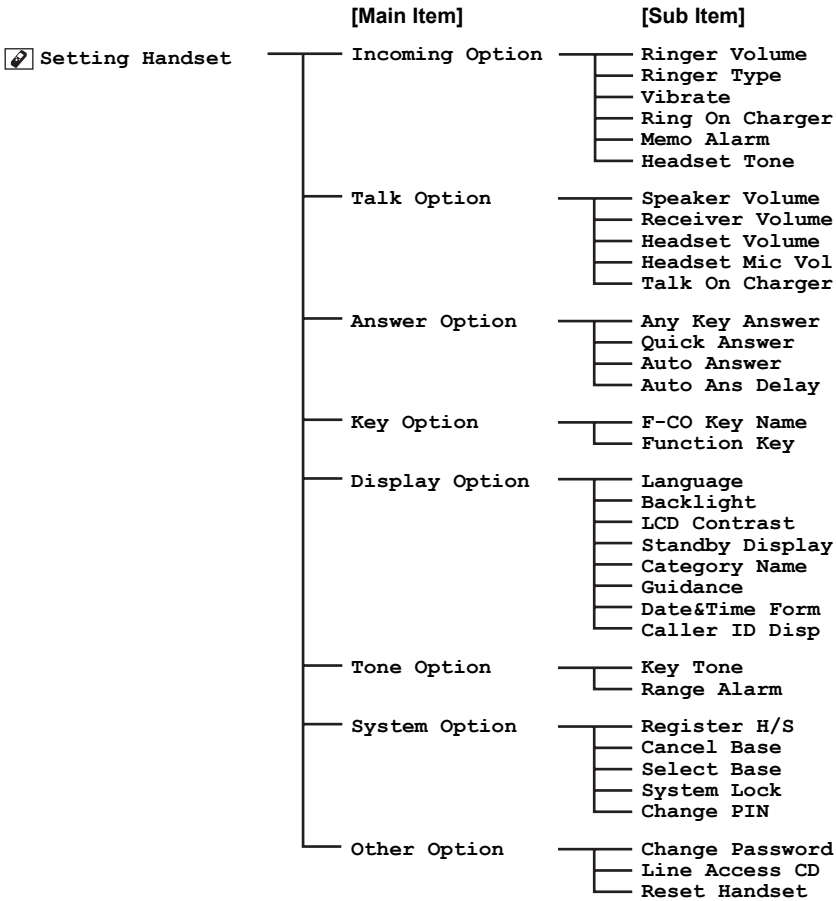 [Main Item] [Sub Item]
Setting Handset Incoming Option Ringer Volume
Ringer Type
Vibrate
Ring On Charger
Memo Alarm
Headset Tone
Talk Option Speaker Volume
Receiver Volume
Headset Volume
Headset Mic Vol
Talk On Charger
Answer Option Any Key Answer
Quick Answer
Auto Answer
Auto Ans Delay
Key Option F-CO Key Name
Function Key
Display Option Language
Backlight
LCD Contrast
Standby Display
Category Name
Guidance
Date&Time Form
Caller ID Disp
Tone Option Key Tone
Range Alarm
System Option Register H/S
Cancel Base
Select Base
System Lock
Change PIN
Other Option Change Password
Line Access CD
Reset Handset